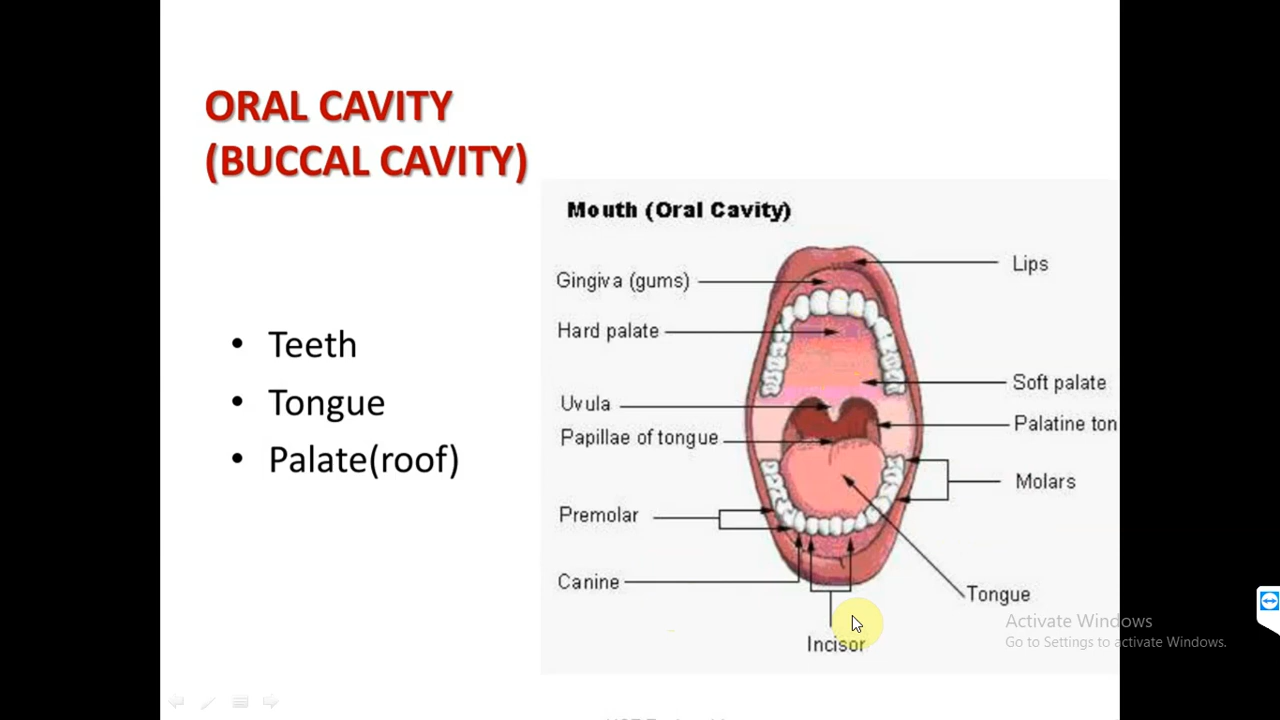 ORAL CAVITY
(BUCCAL CAVITY)
• Teeth
• Tongue
• Palate(roof)
Mouth (Oral Cavity)
Lips
Gingiva (gums)
Hard palate
Soft palate
Uvula
Palatine ton
Papillae of tongue
Molars
Premolar
Canine
Tongue
Incisor
Activate Windows
Go to Settings to activate Windows.